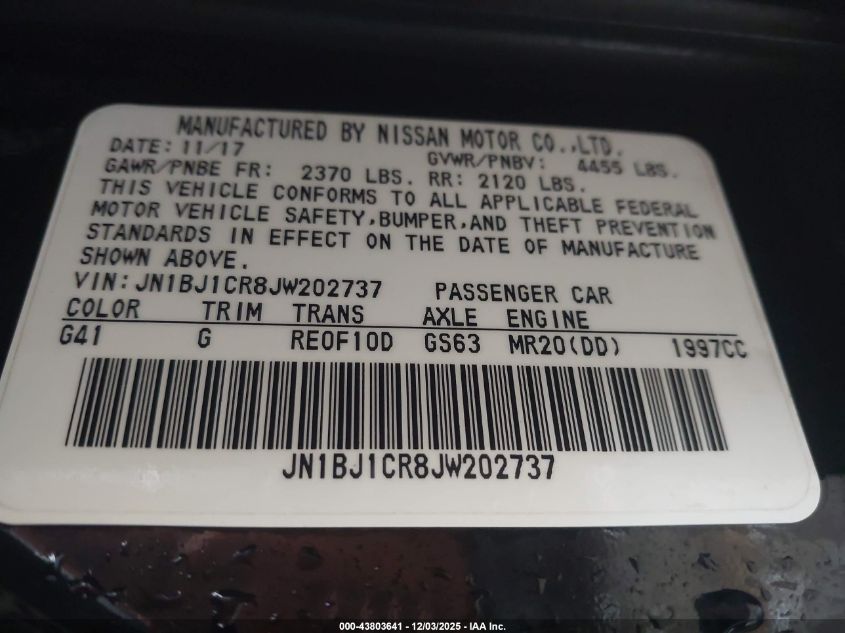 MANUFACTURED BY NISSAN MOTOR CO.,LTD.
DATE: 11/17 GVWR/PNBV: 4455 LBS.
GAWR/PNBE FR: 2370 LBS. RR: 2120 LBS.
THIS VEHICLE CONFORMS TO ALL APPLICABLE FEDERAL
MOTOR VEHICLE SAFETY,BUMPER,AND THEFT PREVENTION
STANDARDS IN EFFECT ON THE DATE OF MANUFACTURE
SHOWN ABOVE.
VIN:JN1BJ1CR8JW202737 PASSENGER CAR
COLOR TRIM TRANS AXLE ENGINE
G41 G RE0F10D GS63 MR20(DD) 1997CC
JN1BJ1CR8JW202737
000-43803641 - 12/03/2025 - IAA Inc.